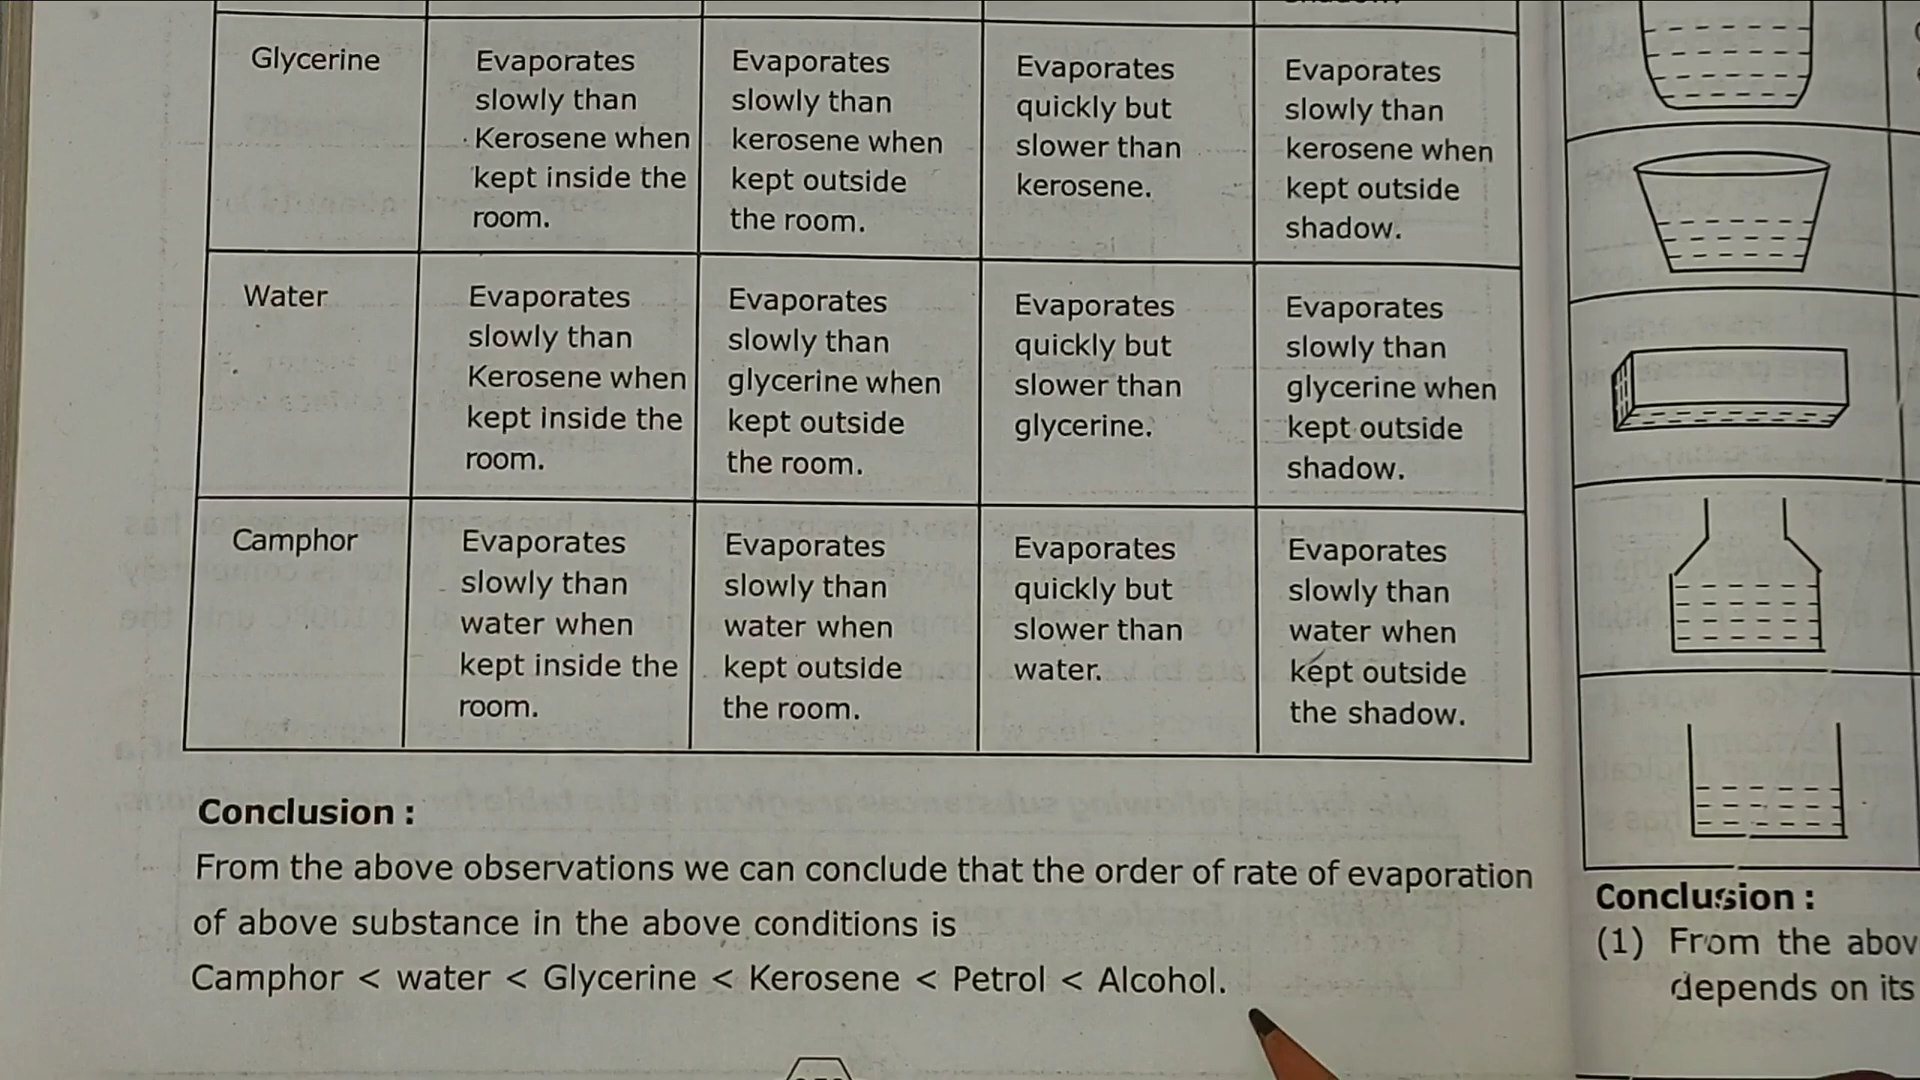 Glycerine
Evaporates
slowly than
Kerosene when
kept inside the
room.
Evaporates
slowly than
kerosene when
kept outside
the room.
Evaporates
quickly but
slower than
kerosene.
Evaporates
slowly than
kerosene when
kept outside
shadow.
Water
Evaporates
slowly than
Kerosene when
kept inside the
room.
Evaporates
slowly than
glycerine when
kept outside
the room.
Evaporates
quickly but
slower than
glycerine.
Evaporates
slowly than
glycerine when
kept outside
shadow.
Camphor
Evaporates
slowly than
water when
kept inside the
room.
Evaporates
slowly than
water when
kept outside
the room.
Evaporates
quickly but
slower than
water.
Evaporates
slowly than
water when
kept outside
the shadow.
Conclusion :
From the above observations we can conclude that the order of rate of evaporation
of above substance in the above conditions is
Camphor < water < Glycerine < Kerosene < Petrol < Alcohol.
Conclusion :
(1) From the abov
depends on its